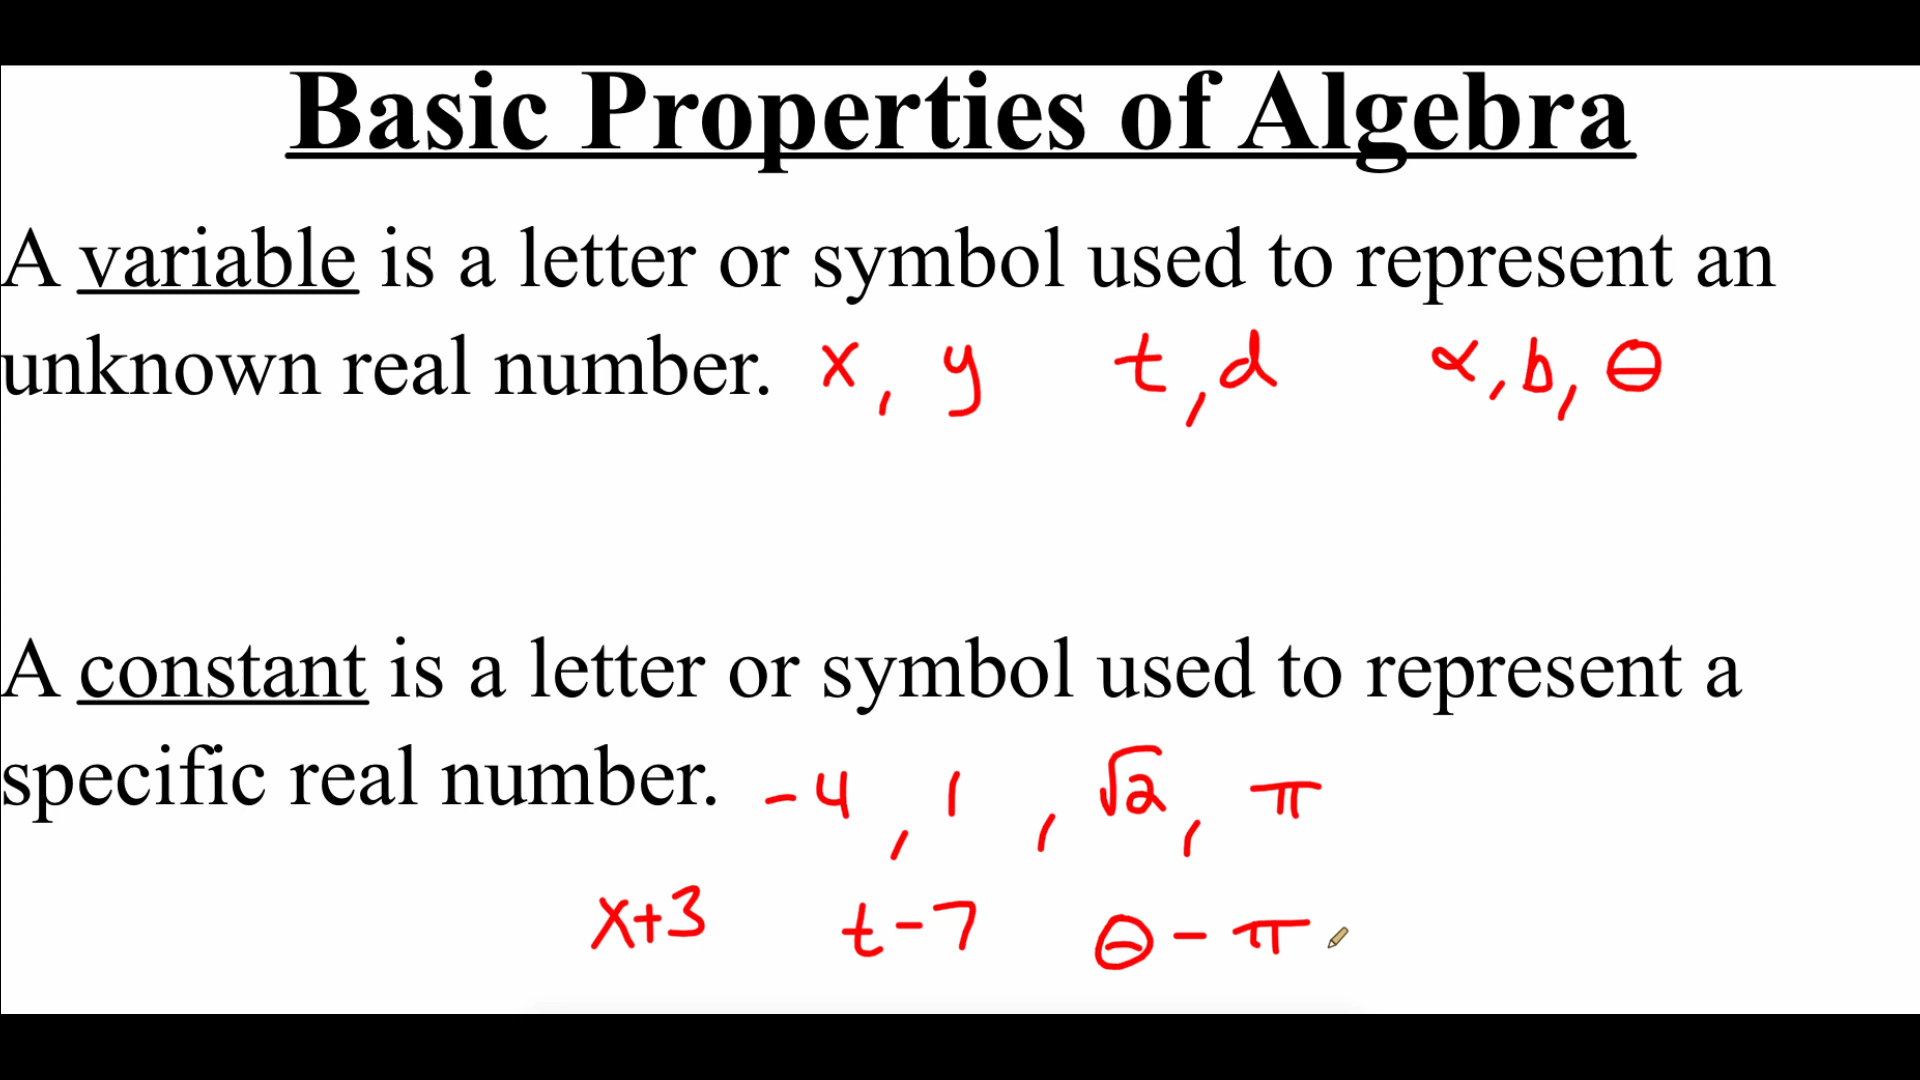 Basic Properties of Algebra
A variable is a letter or symbol used to represent an
unknown real number. x, y t, d α, b, θ
A constant is a letter or symbol used to represent a
specific real number. -4, 1, √2, π
x+3 t-7 θ-π